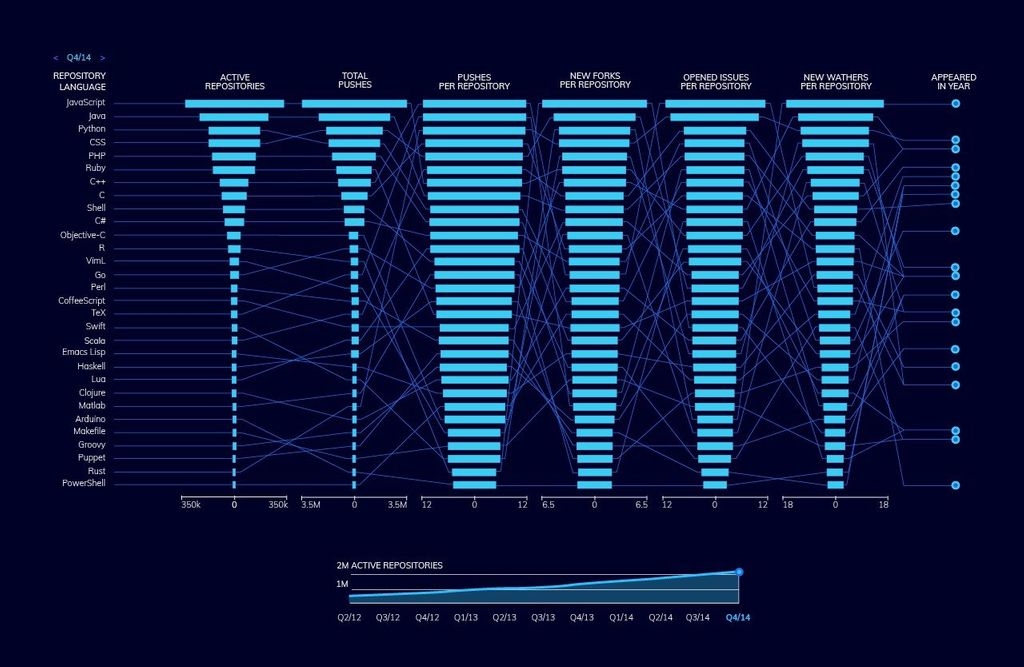 < Q4/14 >
REPOSITORY
LANGUAGE
ACTIVE
REPOSITORIES
TOTAL
PUSHES
PUSHES
PER REPOSITORY
NEW FORKS
PER REPOSITORY
OPENED ISSUES
PER REPOSITORY
NEW WATHERS
PER REPOSITORY
APPEARED
IN YEAR
JavaScript
Java
Python
CSS
PHP
Ruby
C++
C
Shell
C#
Objective-C
R
VimL
Go
Perl
CoffeeScript
TeX
Swift
Scala
Emacs Lisp
Haskell
Lua
Clojure
Matlab
Arduino
Makefile
Groovy
Puppet
Rust
PowerShell
350k 0 350k
3.5M 0 3.5M
12 0 12
6.5 0 6.5
12 0 12
18 0 18
2M ACTIVE REPOSITORIES
1M
Q2/12 Q3/12 Q4/12 Q1/13 Q2/13 Q3/13 Q4/13 Q1/14 Q2/14 Q3/14 Q4/14